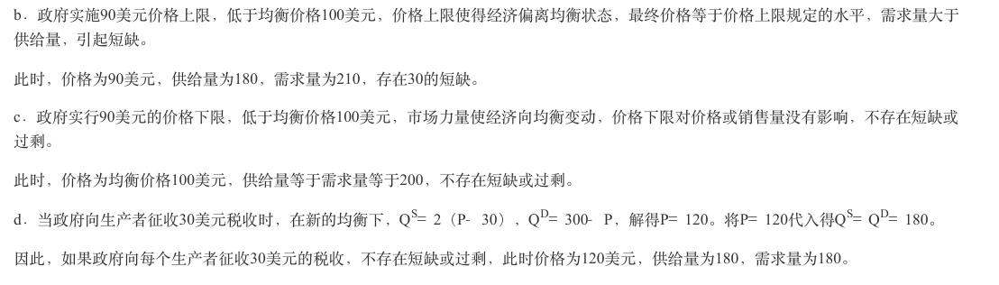 b．政府实施90美元价格上限，低于均衡价格100美元，价格上限使得经济偏离均衡状态，最终价格等于价格上限规定的水平，需求量大于
供给量，引起短缺。
此时，价格为90美元，供给量为180，需求量为210，存在30的短缺。
c．政府实行90美元的价格下限，低于均衡价格100美元，市场力量使经济向均衡变动，价格下限对价格或销售量没有影响，不存在短缺或
过剩。
此时，价格为均衡价格100美元，供给量等于需求量等于200，不存在短缺或过剩。
d．当政府向生产者征收30美元税收时，在新的均衡下，Qˢ= 2（P- 30），Qᴰ= 300- P，解得P= 120。将P= 120代入得Qˢ= Qᴰ= 180。
因此，如果政府向每个生产者征收30美元的税收，不存在短缺或过剩，此时价格为120美元，供给量为180，需求量为180。